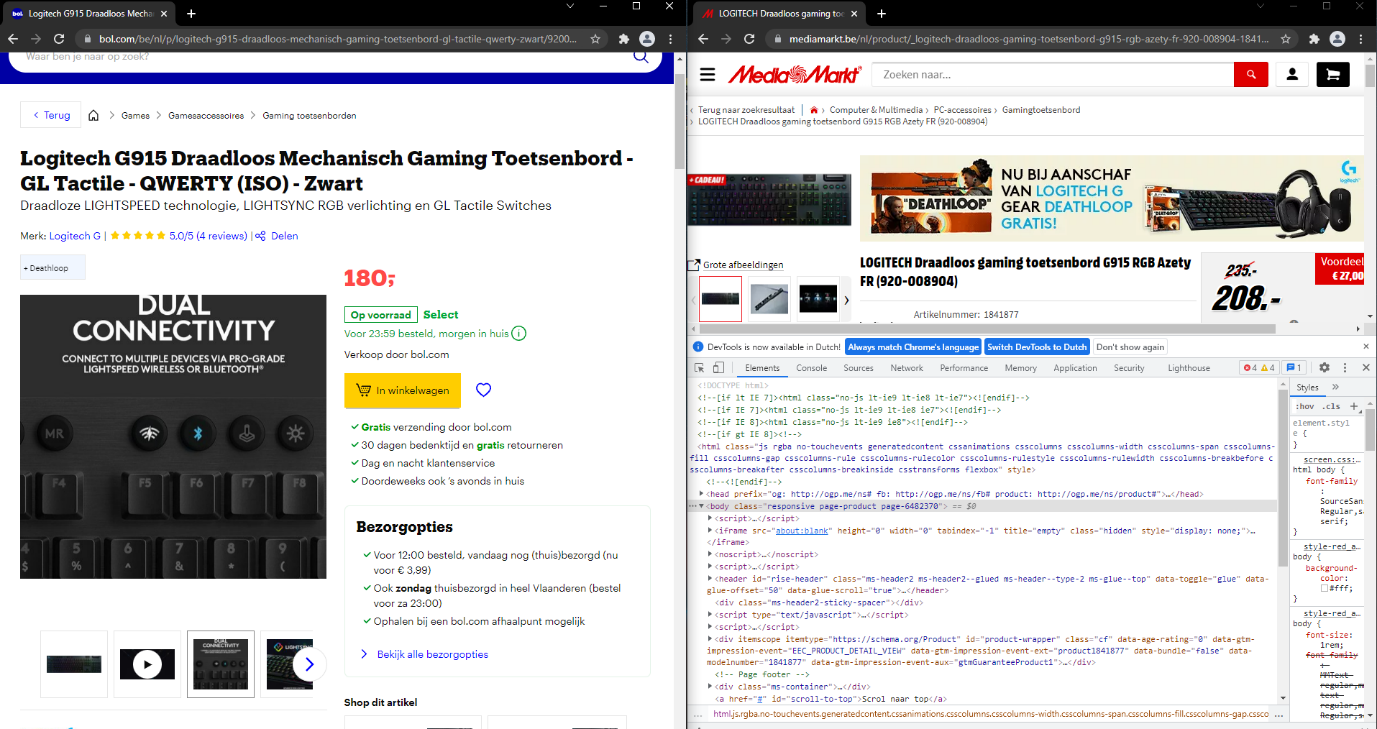 Logitech G915 Draadloos Mecha
bol.com/be/nl/p/logitech-g915-draadloos-mechanisch-gaming-toetsenbord-gl-tactile-qwerty-zwart/9200...
Waar ben je naar op zoek?
Terug
Games
Gamesaccessoires
Gaming toetsenborden
Logitech G915 Draadloos Mechanisch Gaming Toetsenbord -
GL Tactile - QWERTY (ISO) - Zwart
Draadloze LIGHTSPEED technologie, LIGHTSYNC RGB verlichting en GL Tactile Switches
Merk: Logitech G | 5.0/5 (4 reviews) | Delen
+ Deathloop
DUAL
CONNECTIVITY
CONNECT TO MULTIPLE DEVICES VIA PRO-GRADE
LIGHTSPEED WIRELESS OR BLUETOOTH®
MR
F4 F5 F6 F7 F8
5 6 7 8 9
$ % ^ & * (
180,-
Op voorraad Select
Voor 23:59 besteld, morgen in huis
Verkoop door bol.com
In winkelwagen
Gratis verzending door bol.com
30 dagen bedenktijd en gratis retourneren
Dag en nacht klantenservice
Doordeweeks ook 's avonds in huis
Bezorgopties
Voor 12:00 besteld, vandaag nog (thuis)bezorgd (nu
voor € 3,99)
Ook zondag thuisbezorgd in heel Vlaanderen (bestel
voor za 23:00)
Ophalen bij een bol.com afhaalpunt mogelijk
Bekijk alle bezorgopties
Shop dit artikel
LOGITECH Draadloos gaming to
mediamarkt.be/nl/product/_logitech-draadloos-gaming-toetsenbord-g915-rgb-azety-fr-920-008904-1841...
MediaMarkt
Zoeken naar...
Terug naar zoekresultaat | Computer & Multimedia PC-accessoires Gamingtoetsenbord
LOGITECH Draadloos gaming toetsenbord G915 RGB Azety FR (920-008904)
+ CADEAU!
DEATHLOOP
NU BIJ AANSCHAF
VAN LOGITECH G
GEAR DEATHLOOP
GRATIS!
logitech
Grote afbeeldingen
LOGITECH Draadloos gaming toetsenbord G915 RGB Azety
FR (920-008904)
Artikelnummer: 1841877
235.-
208.-
Voordeel
€ 27,00
DevTools is now available in Dutch! Always match Chrome's language Switch DevTools to Dutch Don't show again
Elements Console Sources Network Performance Memory Application Security Lighthouse 4 4 1
<!DOCTYPE html>
<!--[if lt IE 7]><html class="no-js lt-ie9 lt-ie8 lt-ie7"><![endif]-->
<!--[if IE 7]><html class="no-js lt-ie9 lt-ie8 ie7"><![endif]-->
<!--[if IE 8]><html class="no-js lt-ie9 ie8"><![endif]-->
<!--[if gt IE 8]><!-->
<html class="js rgba no-touchevents generatedcontent cssanimations csscolumns csscolumns-width csscolumns-span csscolumns-
fill csscolumns-gap csscolumns-rule csscolumns-rulecolor csscolumns-rulestyle csscolumns-rulewidth csscolumns-breakbefore c
sscolumns-breakafter csscolumns-breakinside csstransforms flexbox" style>
<!--<![endif]-->
<head prefix="og: http://ogp.me/ns# fb: http://ogp.me/ns/fb# product: http://ogp.me/ns/product#">…</head>
<body class="responsive page-product page-6482370"> == $0
<script>…</script>
<iframe src="about:blank" height="0" width="0" tabindex="-1" title="empty" class="hidden" style="display: none;">…
</iframe>
<noscript>…</noscript>
<script>…</script>
<header id="rise-header" class="ms-header2 ms-header2--glued ms-header--type-2 ms-glue--top" data-toggle="glue" data-
glue-offset="50" data-glue-scroll="true">…</header>
<div class="ms-header2-sticky-spacer"></div>
<script type="text/javascript">…</script>
<script>…</script>
<div itemscope itemtype="https://schema.org/Product" id="product-wrapper" class="cf" data-age-rating="0" data-gtm-
impression-event="EEC_PRODUCT_DETAIL_VIEW" data-gtm-event-ext="product1841877" data-bundle="false" data-
modelnumber="1841877" data-gtm-impression-event-aux="gtmGuaranteeProduct1">…</div>
<!-- Page footer -->
<div class="ms-container">…</div>
<a href="#" id="scroll-to-top">Scrol naar top</a>
html.js.rgba.no-touchevents.generatedcontent.cssanimations.csscolumns.csscolumns-width.csscolumns-span.csscolumns-fill.csscolumns-gap.cssco
Styles
:hov .cls
element.styl
e {
}
screen.css:…
html body {
font-family
:
SourceSan
Regular,s
serif;
}
style-red_a…
body {
background-
color:
#fff;
}
style-red_a…
body {
font-size:
1rem;
font-family
:
MMText-
regular,m
text-
regular,m
Regular,s